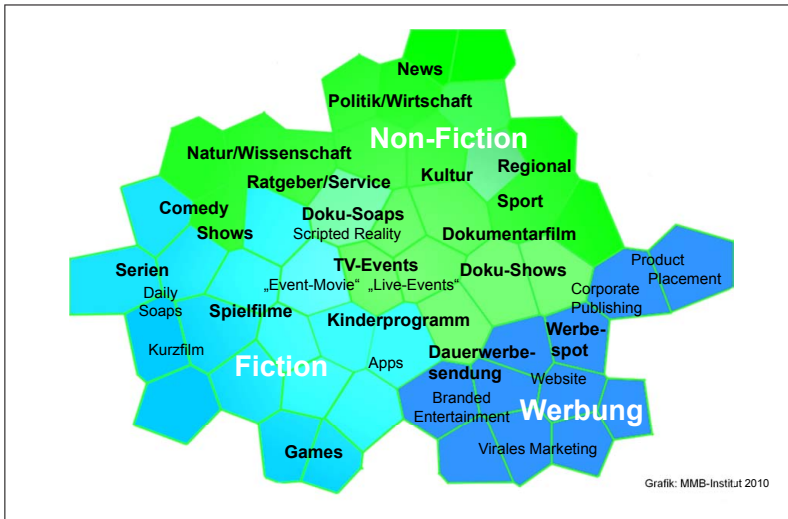 News
Politik/Wirtschaft
Non-Fiction
Natur/Wissenschaft
Ratgeber/Service
Kultur
Regional
Comedy
Shows
Doku-Soaps
Scripted Reality
Sport
Dokumentarfilm
Serien
Daily
Soaps
TV-Events
„Event-Movie“ „Live-Events“
Doku-Shows
Product
Placement
Corporate
Publishing
Spielfilme
Kinderprogramm
Werbe-
spot
Kurzfilm
Fiction
Apps
Dauerwerbe-
sendung
Website
Branded
Entertainment
Werbung
Games
Virales Marketing
Grafik: MMB-Institut 2010